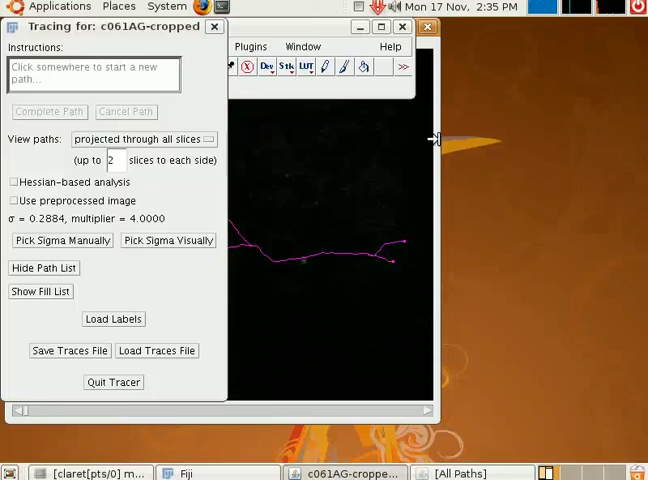 Applications Places System
Mon 17 Nov, 2:35 PM
Tracing for: c061AG-cropped
Instructions:
Click somewhere to start a new
path...
Complete Path Cancel Path
View paths: projected through all slices
(up to 2 slices to each side)
Hessian-based analysis
Use preprocessed image
σ = 0.2884, multiplier = 4.0000
Pick Sigma Manually Pick Sigma Visually
Hide Path List
Show Fill List
Load Labels
Save Traces File Load Traces File
Quit Tracer
Plugins Window Help
Dev Stk LUT >>
claret[pts/0] m... Fiji c061AG-croppe... [All Paths]